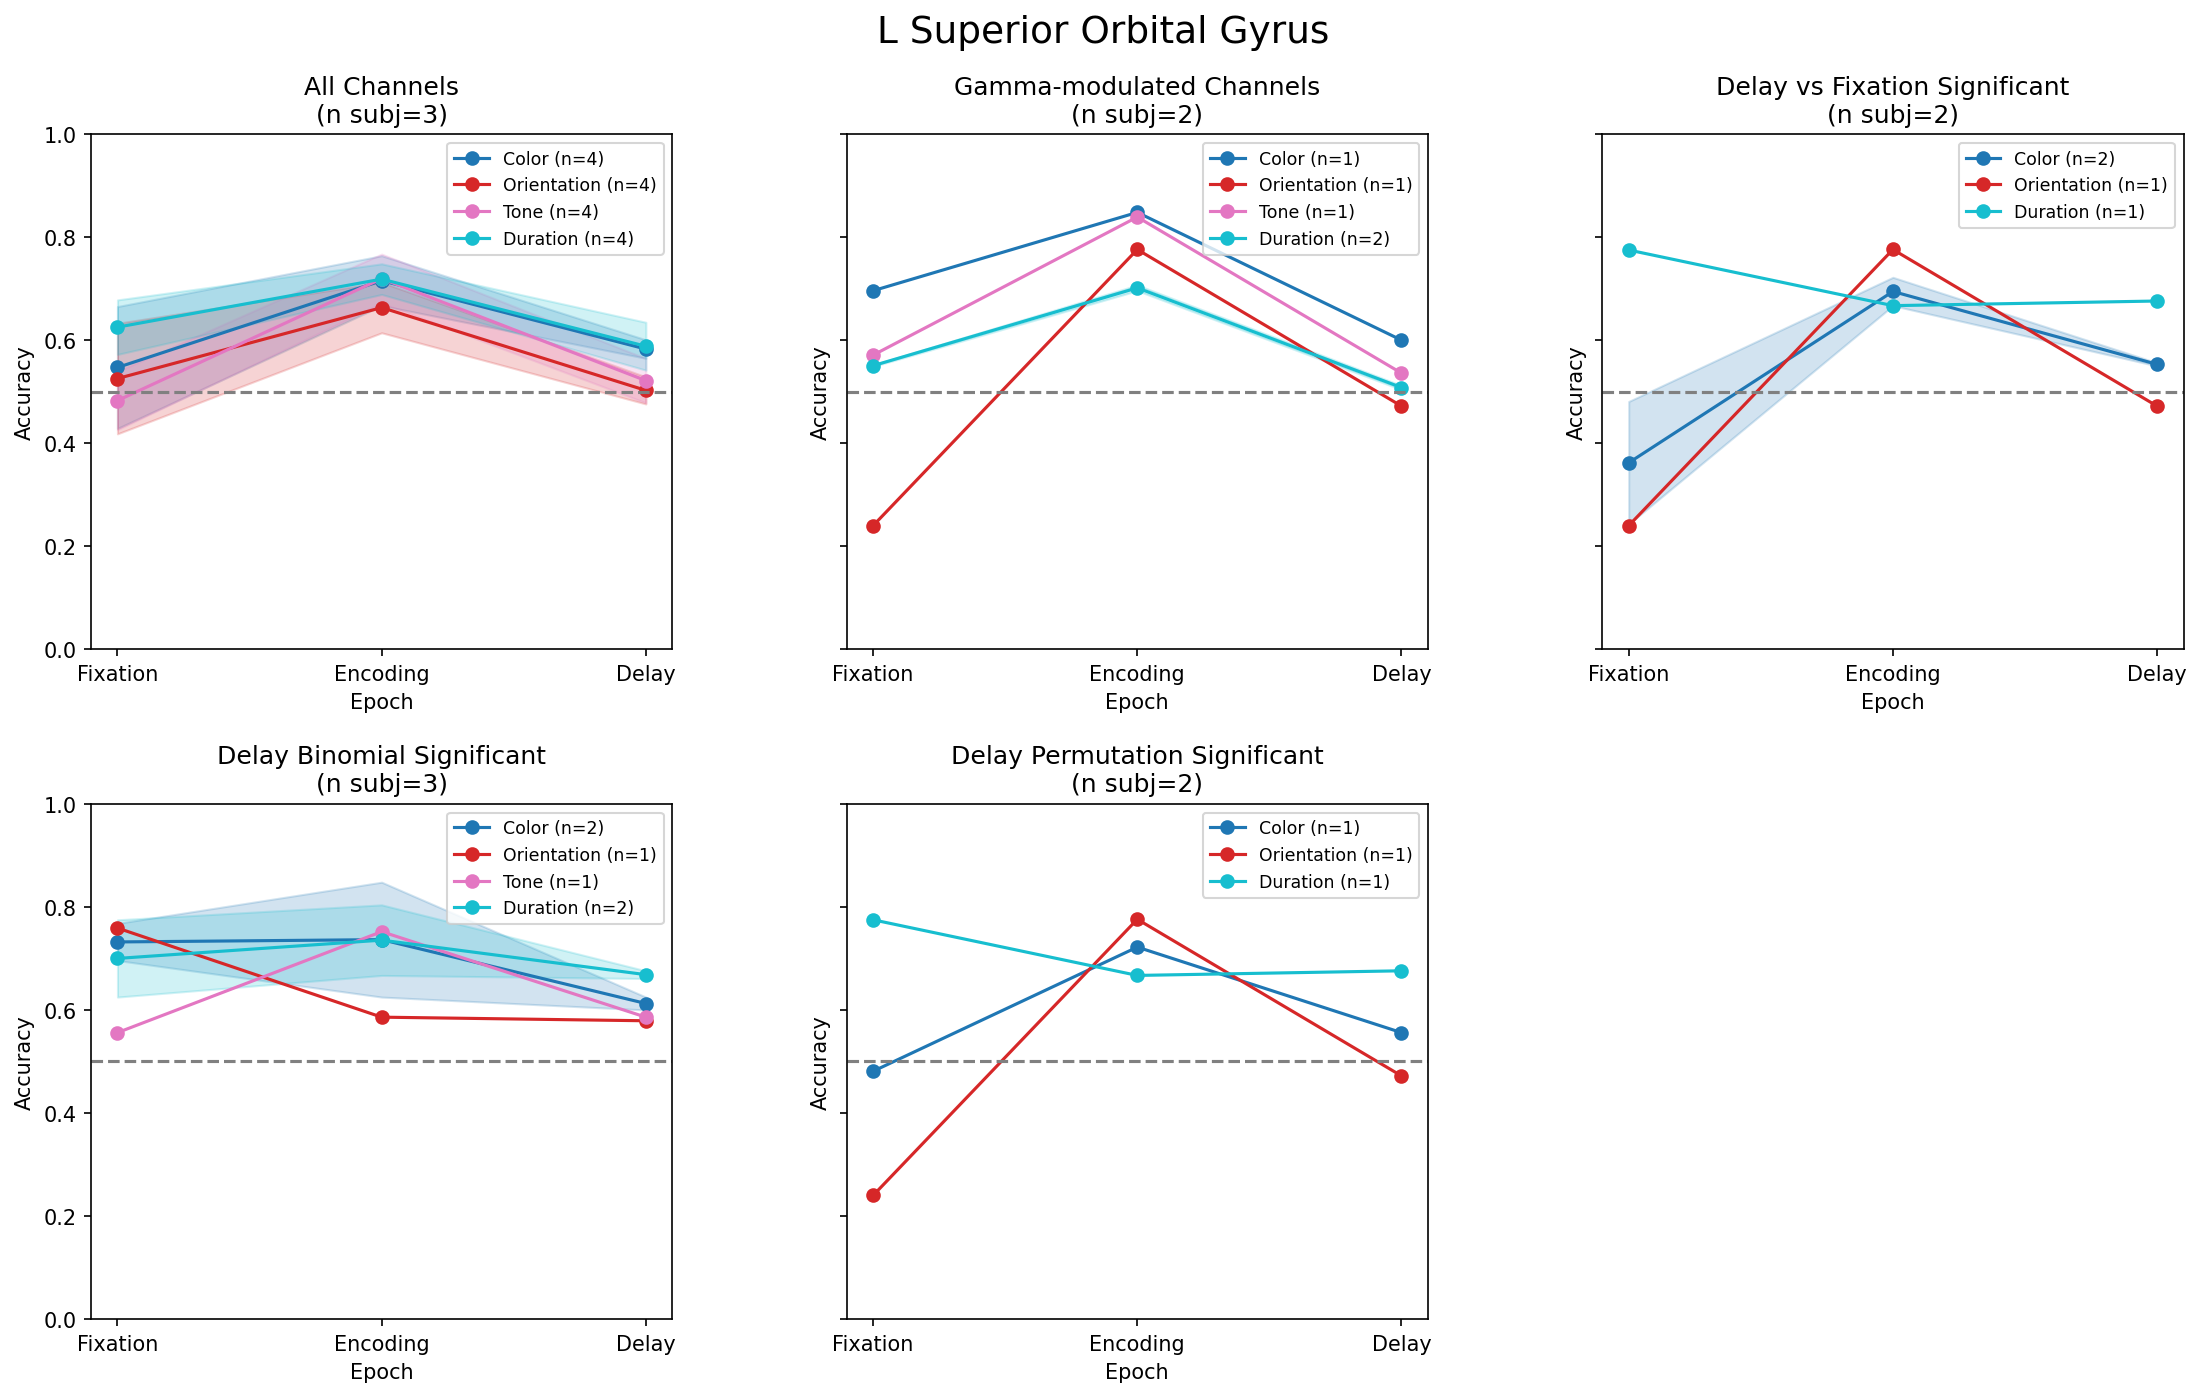 L Superior Orbital Gyrus
All Channels
(n subj=3)
1.0
0.8
0.6
0.4
0.2
0.0
Accuracy
Color (n=4)
Orientation (n=4)
Tone (n=4)
Duration (n=4)
Fixation Encoding Delay
Epoch
Gamma-modulated Channels
(n subj=2)
Accuracy
Color (n=1)
Orientation (n=1)
Tone (n=1)
Duration (n=2)
Fixation Encoding Delay
Epoch
Delay vs Fixation Significant
(n subj=2)
Accuracy
Color (n=2)
Orientation (n=1)
Duration (n=1)
Fixation Encoding Delay
Epoch
Delay Binomial Significant
(n subj=3)
1.0
0.8
0.6
0.4
0.2
0.0
Accuracy
Color (n=2)
Orientation (n=1)
Tone (n=1)
Duration (n=2)
Fixation Encoding Delay
Epoch
Delay Permutation Significant
(n subj=2)
Accuracy
Color (n=1)
Orientation (n=1)
Duration (n=1)
Fixation Encoding Delay
Epoch